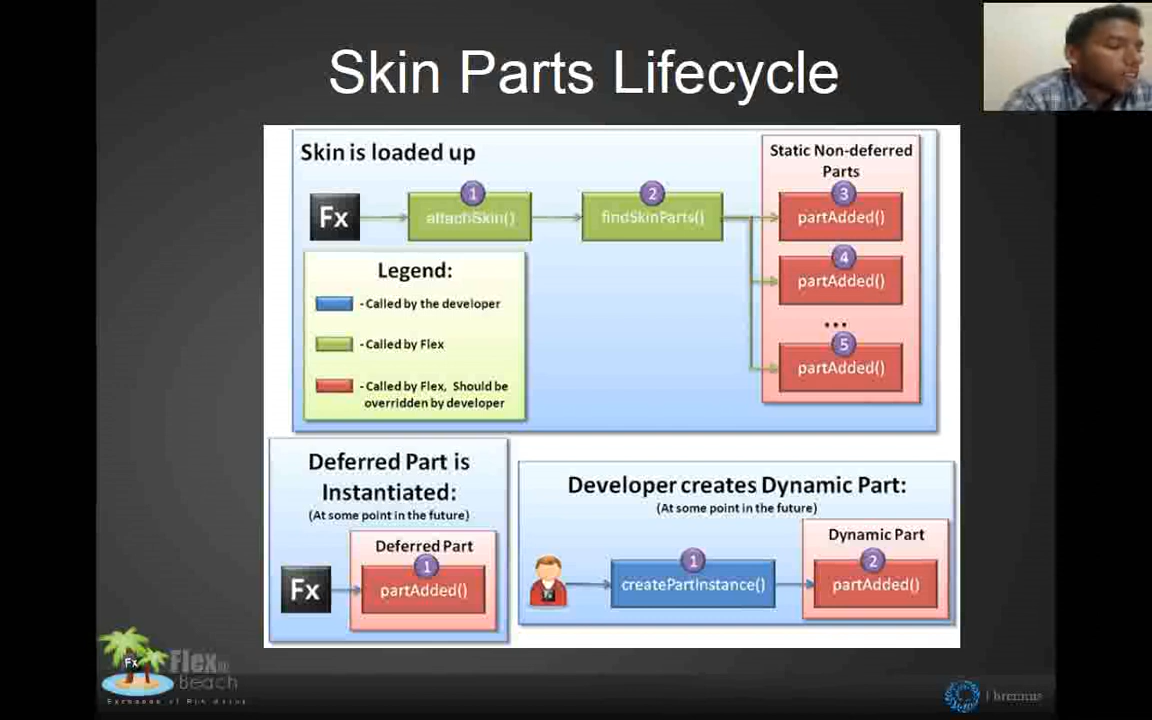 Skin Parts Lifecycle
Skin is loaded up
Static Non-deferred
Parts
Fx
1
attachSkin()
2
findSkinParts()
3
partAdded()
4
partAdded()
...
5
partAdded()
Legend:
- Called by the developer
- Called by Flex
- Called by Flex, Should be
overridden by developer
Deferred Part is
Instantiated:
(At some point in the future)
Deferred Part
Fx
1
partAdded()
Developer creates Dynamic Part:
(At some point in the future)
Dynamic Part
1
createPartInstance()
2
partAdded()
Fx
Flex
Beach